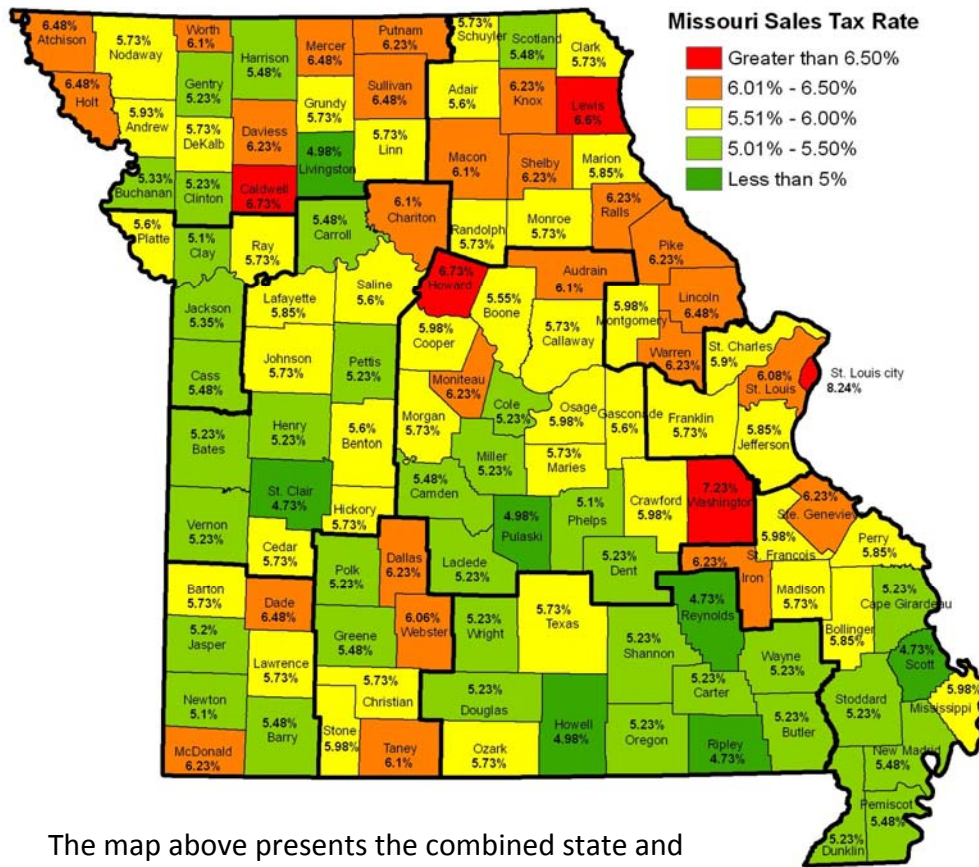 Missouri Sales Tax Rate
Greater than 6.50%
6.01% - 6.50%
5.51% - 6.00%
5.01% - 5.50%
Less than 5%
6.48%
Atchison
5.73%
Nodaway
Worth
6.1%
Harrison
5.48%
Mercer
6.48%
Putnam
6.23%
5.73%
Schuyler
Scotland
5.48%
Clark
5.73%
6.48%
Holt
5.93%
Andrew
Gentry
5.23%
5.73%
DeKalb
Daviess
6.23%
Grundy
5.73%
Sullivan
6.48%
Adair
5.6%
6.23%
Knox
Lewis
6.6%
4.98%
Livingston
5.73%
Linn
Macon
6.1%
Shelby
6.23%
Marion
5.85%
5.33%
Buchanan
5.23%
Clinton
Caldwell
6.73%
5.6%
Platte
5.1%
Clay
Ray
5.73%
5.48%
Carroll
6.1%
Chariton
Randolph
5.73%
Monroe
5.73%
6.23%
Ralls
Pike
6.23%
Jackson
5.35%
Lafayette
5.85%
Saline
5.6%
6.73%
Howard
5.55%
Boone
Audrain
6.1%
5.73%
Callaway
5.98%
Montgomery
Lincoln
6.48%
Warren
6.23%
St. Charles
5.9%
6.08%
St. Louis
St. Louis city
8.24%
Cass
5.48%
Johnson
5.73%
Pettis
5.23%
5.98%
Cooper
Moniteau
6.23%
Cole
5.23%
Osage
5.98%
Gasconade
5.6%
Franklin
5.73%
5.85%
Jefferson
5.23%
Bates
Henry
5.23%
5.6%
Benton
Morgan
5.73%
Miller
5.23%
5.73%
Maries
St. Clair
4.73%
Hickory
5.73%
5.48%
Camden
4.98%
Pulaski
5.1%
Phelps
Crawford
5.98%
7.23%
Washington
6.23%
Ste. Genevieve
5.98%
St. Francois
Perry
5.85%
Vernon
5.23%
Cedar
5.73%
Polk
5.23%
Dallas
6.23%
Laclede
5.23%
5.23%
Dent
6.23%
Iron
Madison
5.73%
Bollinger
5.85%
5.23%
Cape Girardeau
Barton
5.73%
Dade
6.48%
Greene
5.48%
6.06%
Webster
5.23%
Wright
5.73%
Texas
5.23%
Shannon
4.73%
Reynolds
Wayne
5.23%
4.73%
Scott
5.2%
Jasper
Lawrence
5.73%
5.73%
Christian
5.23%
Douglas
5.23%
Carter
Stoddard
5.23%
5.98%
Mississippi
Newton
5.1%
5.48%
Barry
Stone
5.98%
Taney
6.1%
Ozark
5.73%
Howell
4.98%
5.23%
Oregon
Ripley
4.73%
5.23%
Butler
New Madrid
5.48%
McDonald
6.23%
Pemiscot
5.48%
5.23%
Dunklin
The map above presents the combined state and